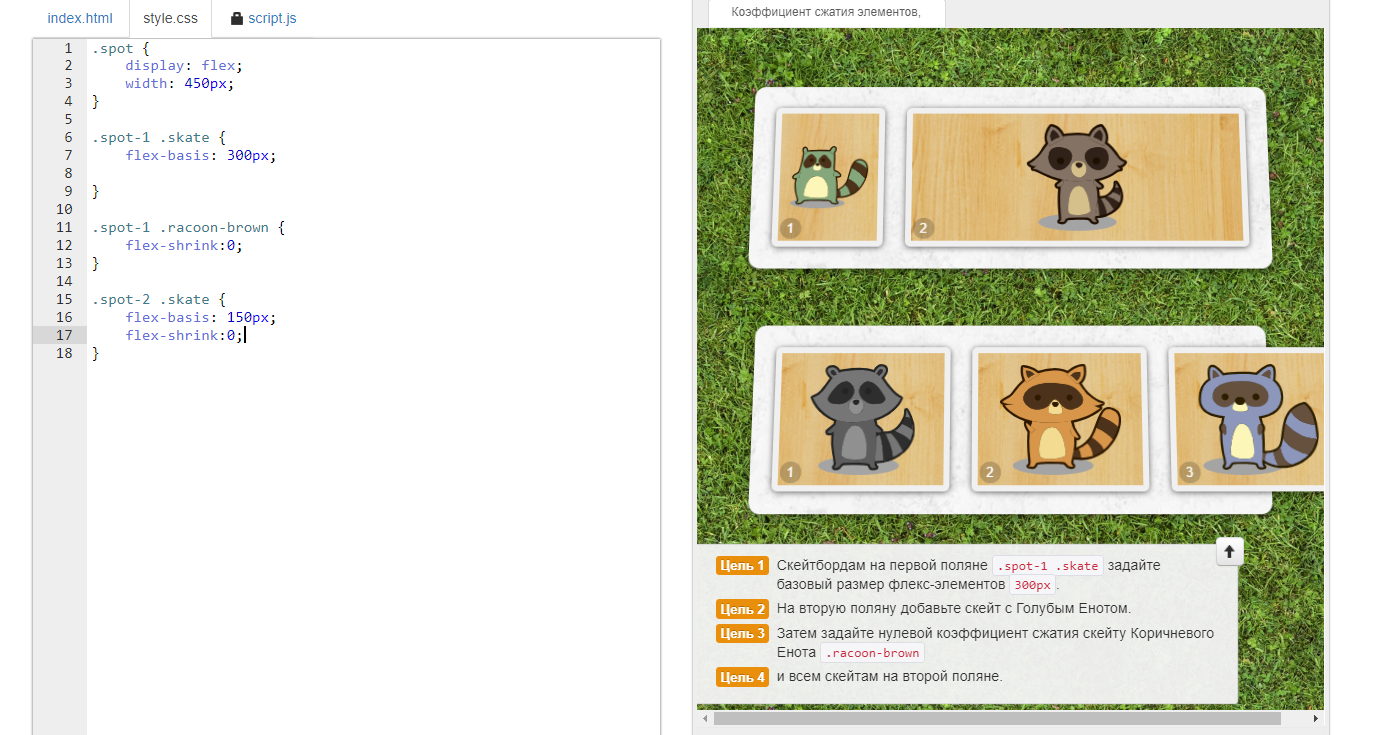 index.html style.css script.js
1 .spot {
2 display: flex;
3 width: 450px;
4 }
5
6 .spot-1 .skate {
7 flex-basis: 300px;
8
9 }
10
11 .spot-1 .racoon-brown {
12 flex-shrink:0;
13 }
14
15 .spot-2 .skate {
16 flex-basis: 150px;
17 flex-shrink:0;
18 }
Коэффициент сжатия элементов,
1 2
1 2 3
Цель 1 Скейтбордам на первой поляне .spot-1 .skate задайте
базовый размер флекс-элементов 300px.
Цель 2 На вторую поляну добавьте скейт с Голубым Енотом.
Цель 3 Затем задайте нулевой коэффициент сжатия скейту Коричневого
Енота .racoon-brown
Цель 4 и всем скейтам на второй поляне.